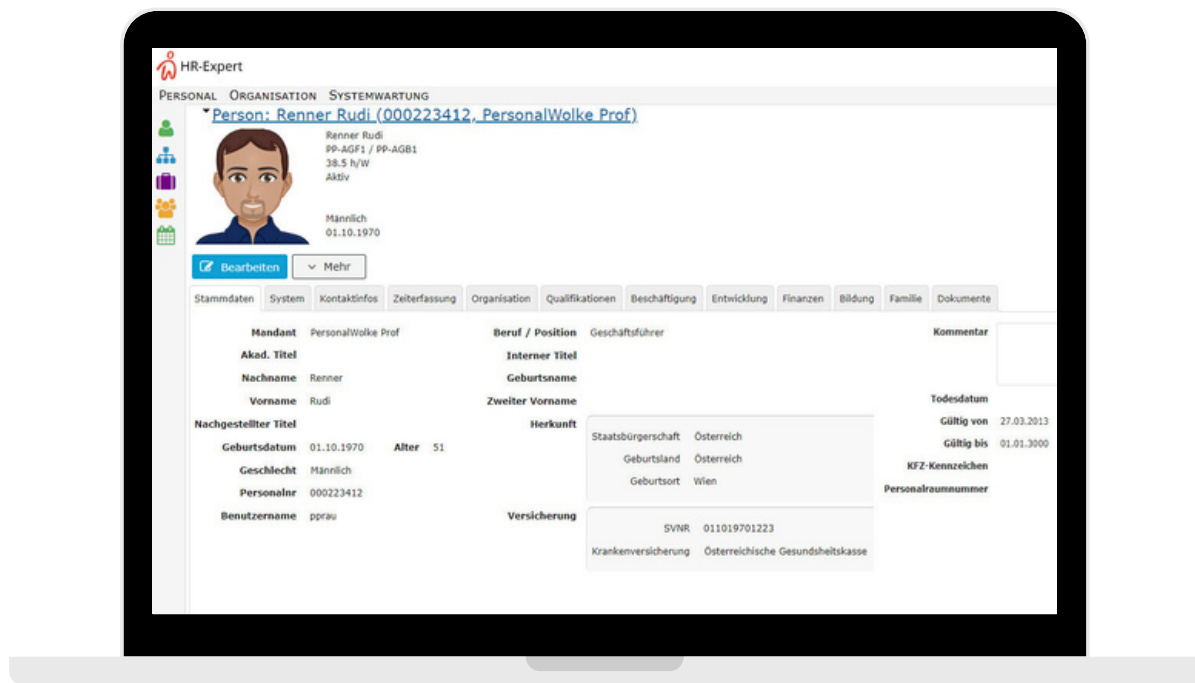 HR-Expert
PERSONAL ORGANISATION SYSTEMWARTUNG
Person: Renner Rudi (000223412, PersonalWolke Prof)
Renner Rudi
PP-AGF1 / PP-AGB1
38.5 h/W
Aktiv
Männlich
01.10.1970
Bearbeiten Mehr
Stammdaten System Kontaktinfos Zeiterfassung Organisation Qualifikationen Beschäftigung Entwicklung Finanzen Bildung Familie Dokumente
Mandant PersonalWolke Prof Beruf / Position Geschäftsführer Kommentar
Akad. Titel Interner Titel
Nachname Renner Geburtsname
Vorname Rudi Zweiter Vorname Todesdatum
Nachgestellter Titel Herkunft Gültig von 27.03.2013
Staatsbürgerschaft Österreich
Geburtsdatum 01.10.1970 Alter 51 Gültig bis 01.01.3000
Geburtsland Österreich
Geschlecht Männlich KFZ-Kennzeichen
Geburtsort Wien
Personalnr 000223412 Personalraumnummer
Benutzername pprau Versicherung
SVNR 011019701223
Krankenversicherung Österreichische Gesundsheitskasse